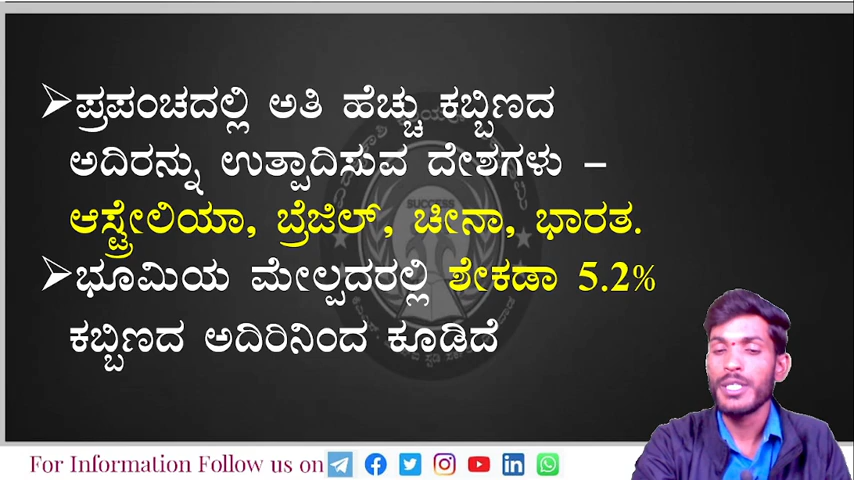 ➢ಪ್ರಪಂಚದಲ್ಲಿ ಅತಿ ಹೆಚ್ಚು ಕಬ್ಬಿಣದ
ಅದಿರನ್ನು ಉತ್ಪಾದಿಸುವ ದೇಶಗಳು –
ಆಸ್ಟ್ರೇಲಿಯಾ, ಬ್ರೆಜಿಲ್, ಚೀನಾ, ಭಾರತ.
➢ಭೂಮಿಯ ಮೇಲ್ಪದರಲ್ಲಿ ಶೇಕಡಾ 5.2%
ಕಬ್ಬಿಣದ ಅದಿರಿನಿಂದ ಕೂಡಿದೆ
SUCCESS
For Information Follow us on